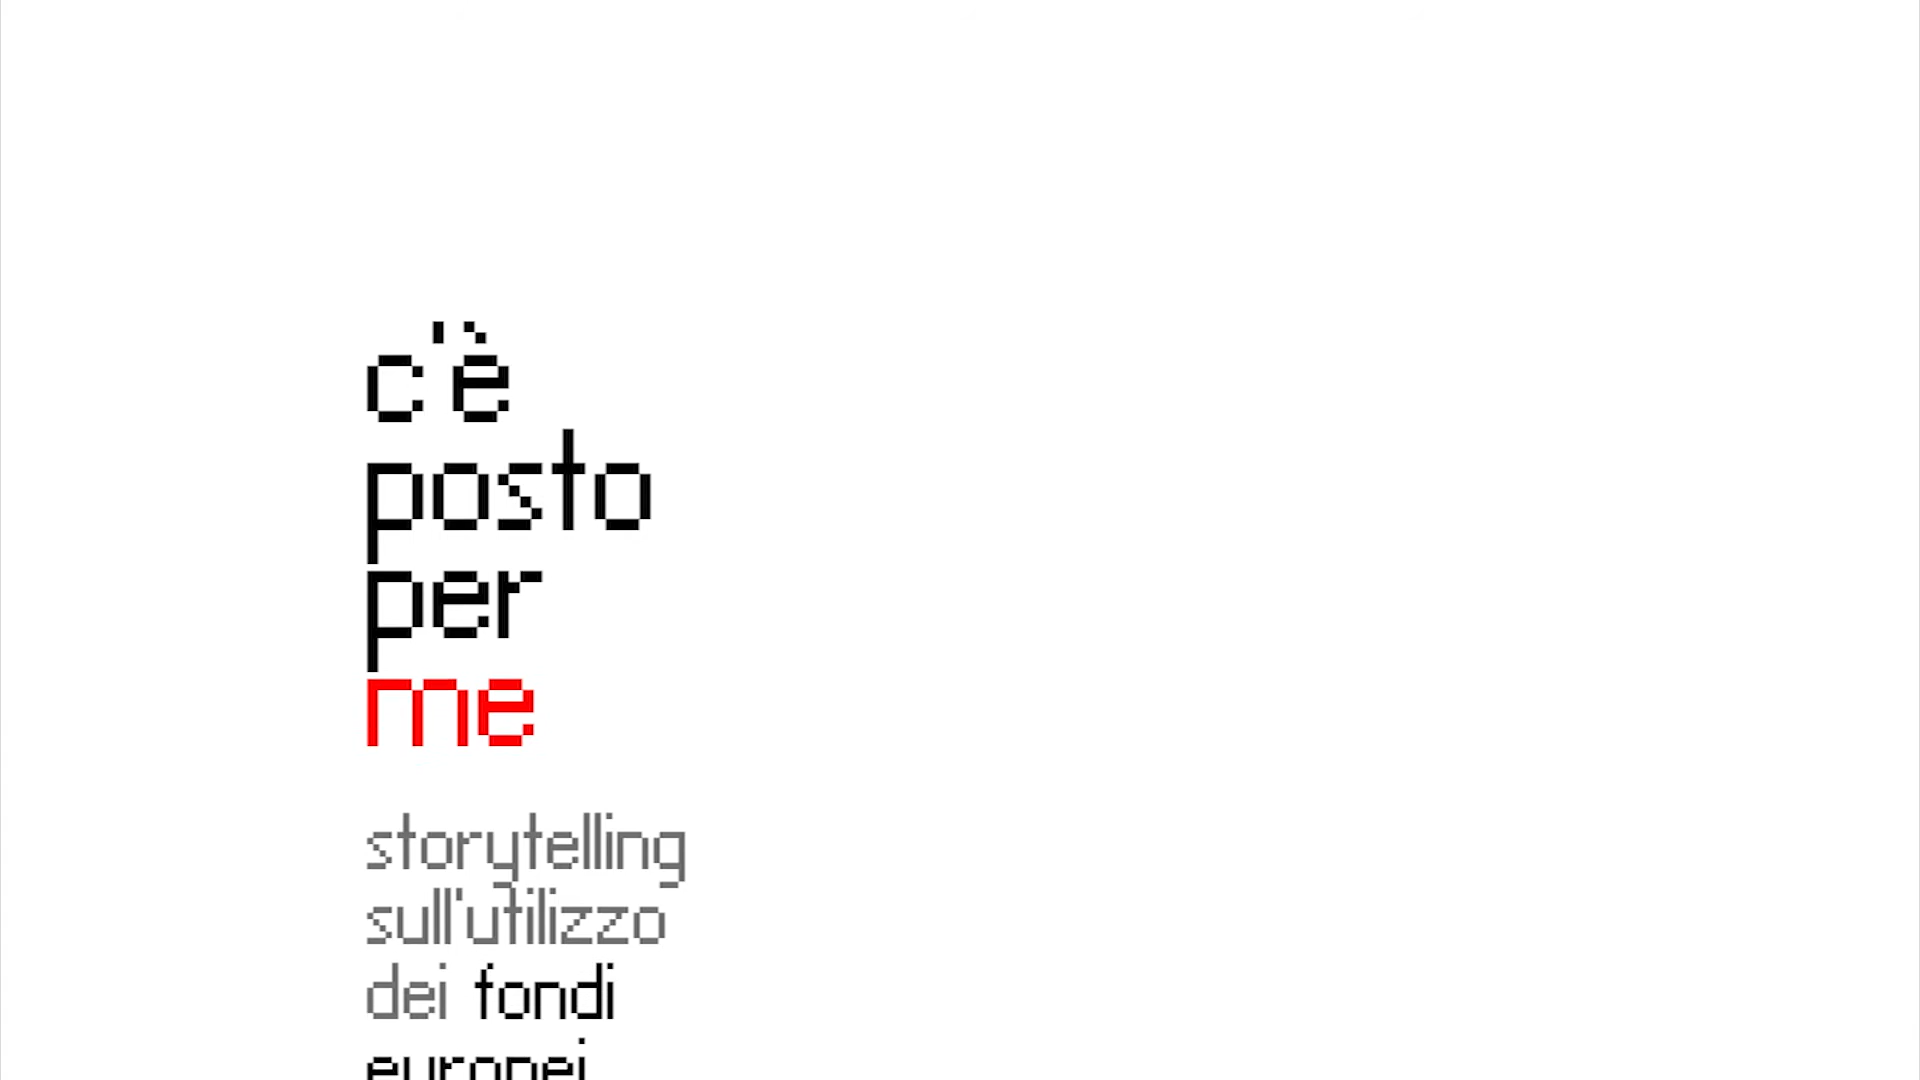 c'è
posto
per
me
storytelling
sull'utilizzo
dei fondi
europei